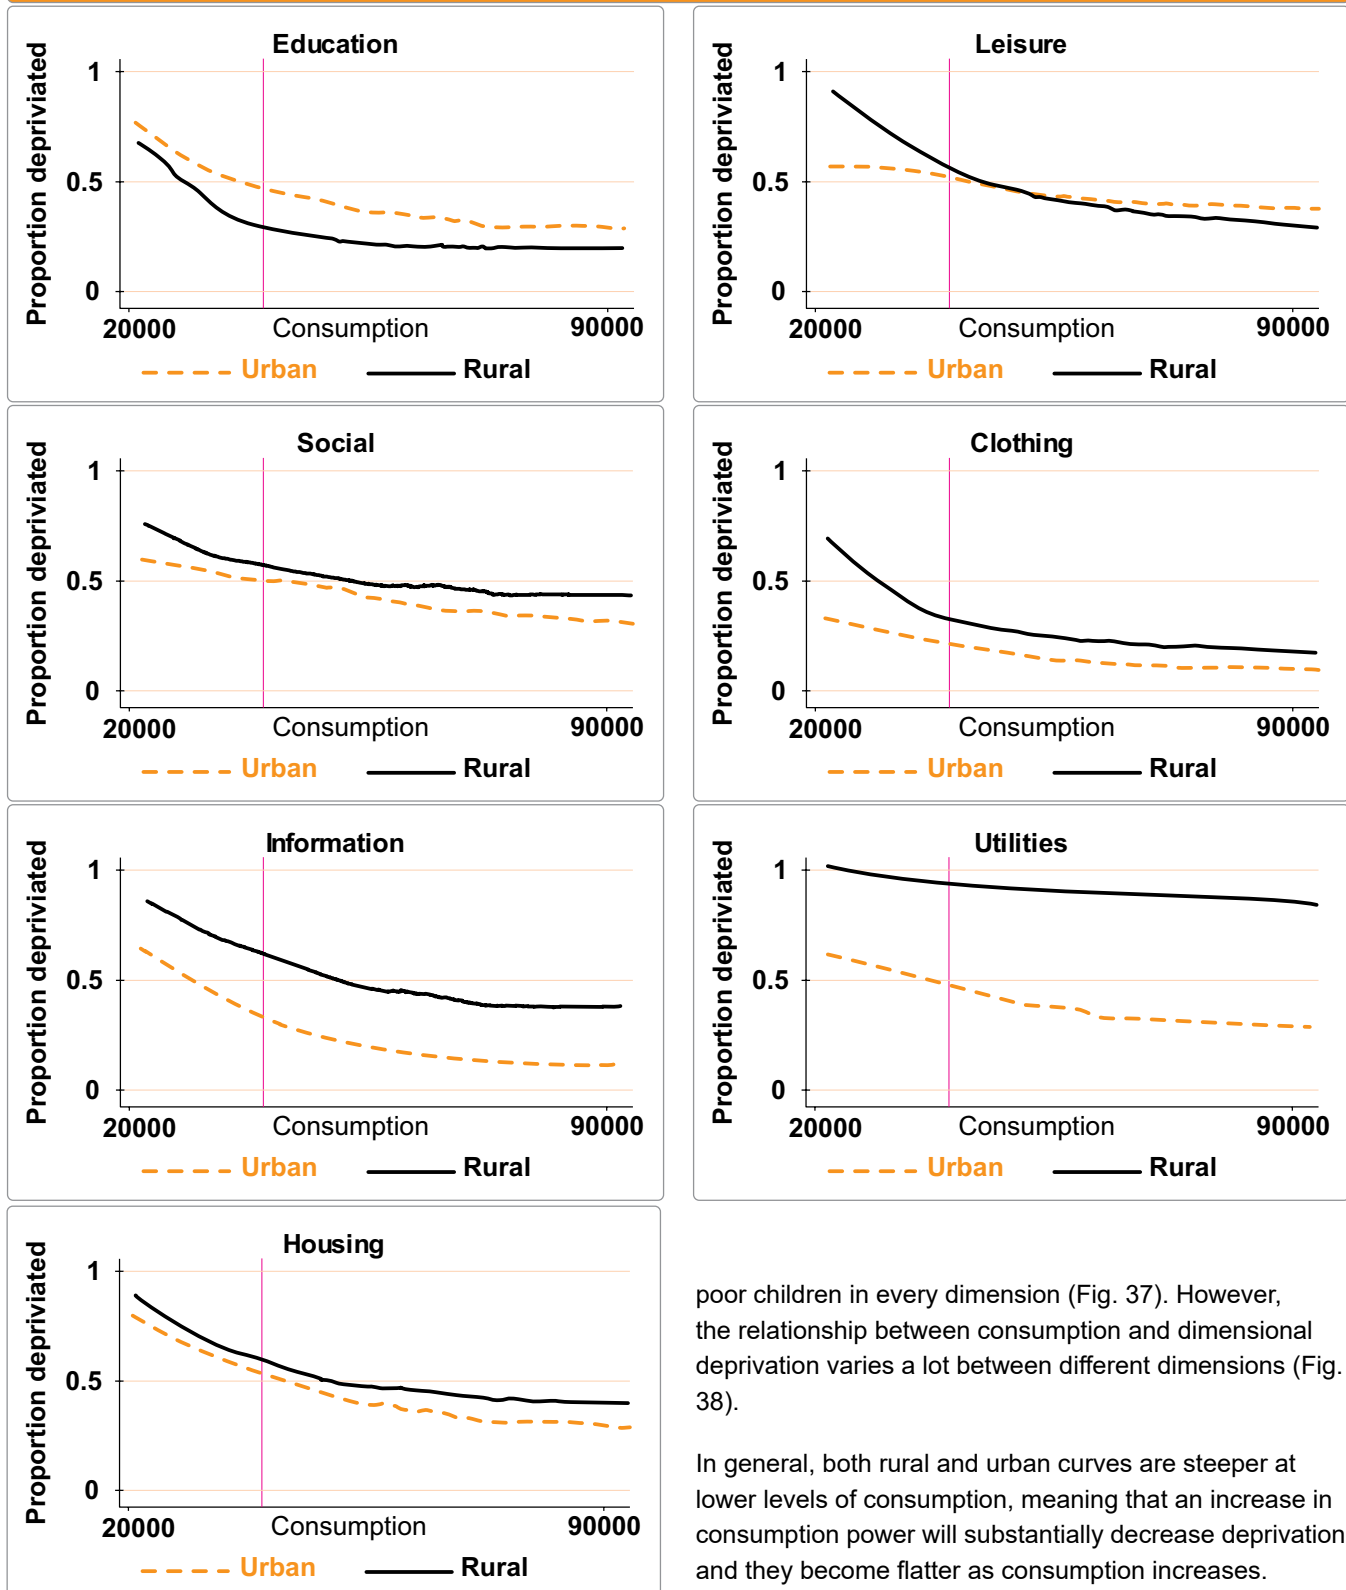 Education
Proportion depriviated
1
0.5
0
20000
Consumption
90000
Urban
Rural
Leisure
Proportion depriviated
1
0.5
0
20000
Consumption
90000
Urban
Rural
Social
Proportion depriviated
1
0.5
0
20000
Consumption
90000
Urban
Rural
Clothing
Proportion depriviated
1
0.5
0
20000
Consumption
90000
Urban
Rural
Information
Proportion depriviated
1
0.5
0
20000
Consumption
90000
Urban
Rural
Utilities
Proportion depriviated
1
0.5
0
20000
Consumption
90000
Urban
Rural
Housing
Proportion depriviated
1
0.5
0
20000
Consumption
90000
Urban
Rural
poor children in every dimension (Fig. 37). However,
the relationship between consumption and dimensional
deprivation varies a lot between different dimensions (Fig.
38).
In general, both rural and urban curves are steeper at
lower levels of consumption, meaning that an increase in
consumption power will substantially decrease deprivation
and they become flatter as consumption increases.